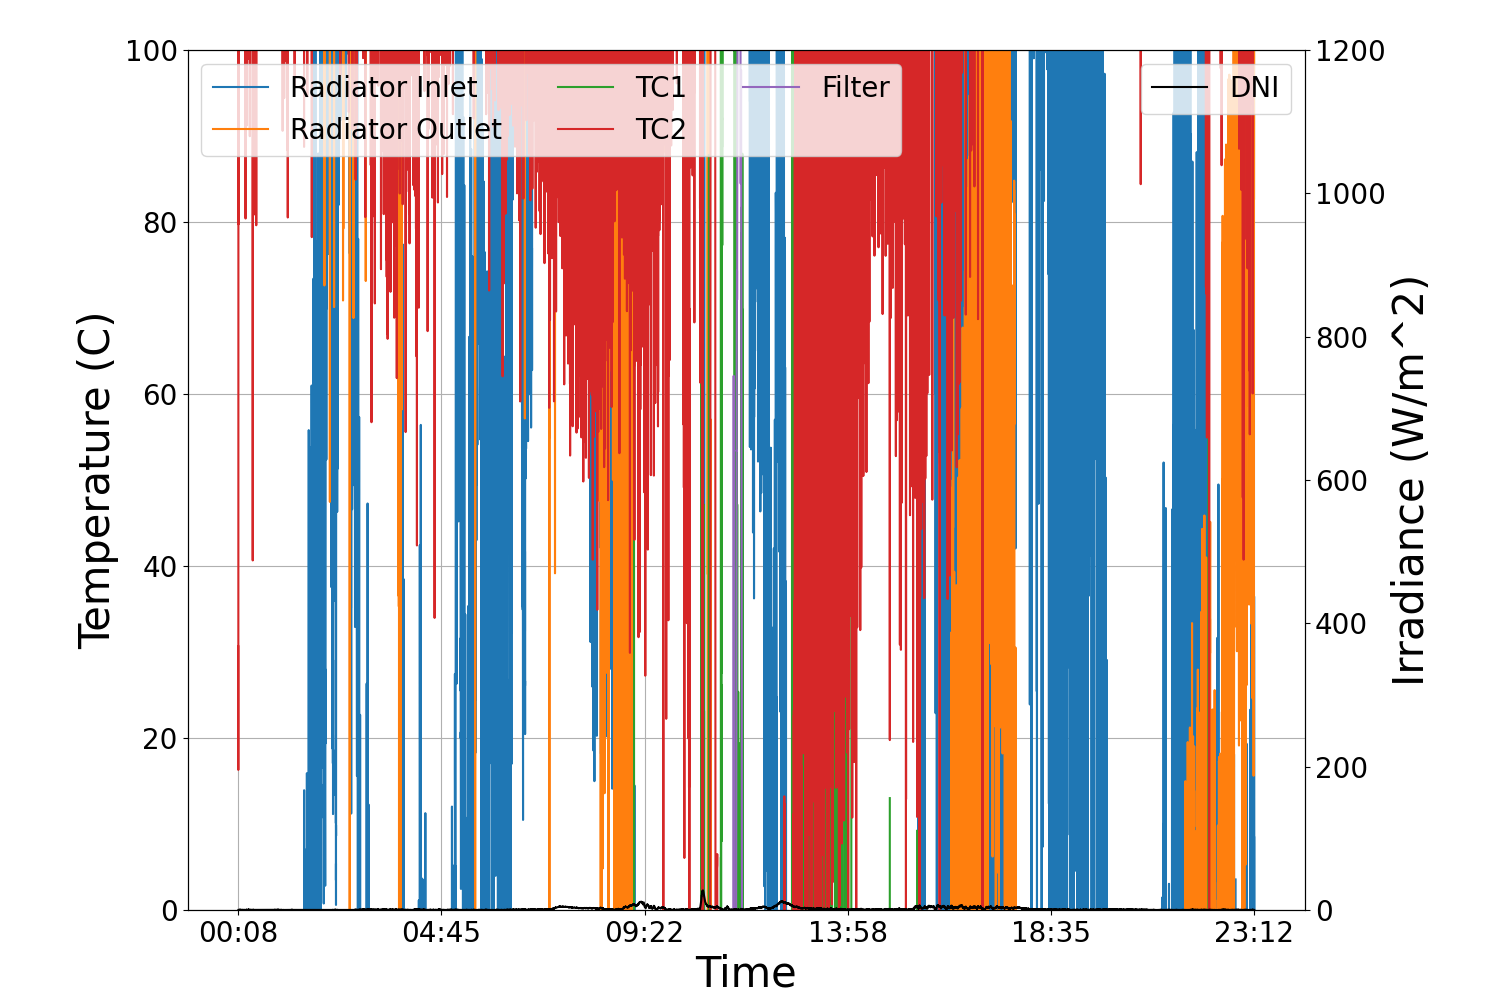 100
80
60
40
20
0
Temperature (C)
Radiator Inlet
Radiator Outlet
TC1
TC2
Filter
DNI
1200
1000
800
600
400
200
0
Irradiance (W/m^2)
00:08
04:45
09:22
13:58
18:35
23:12
Time